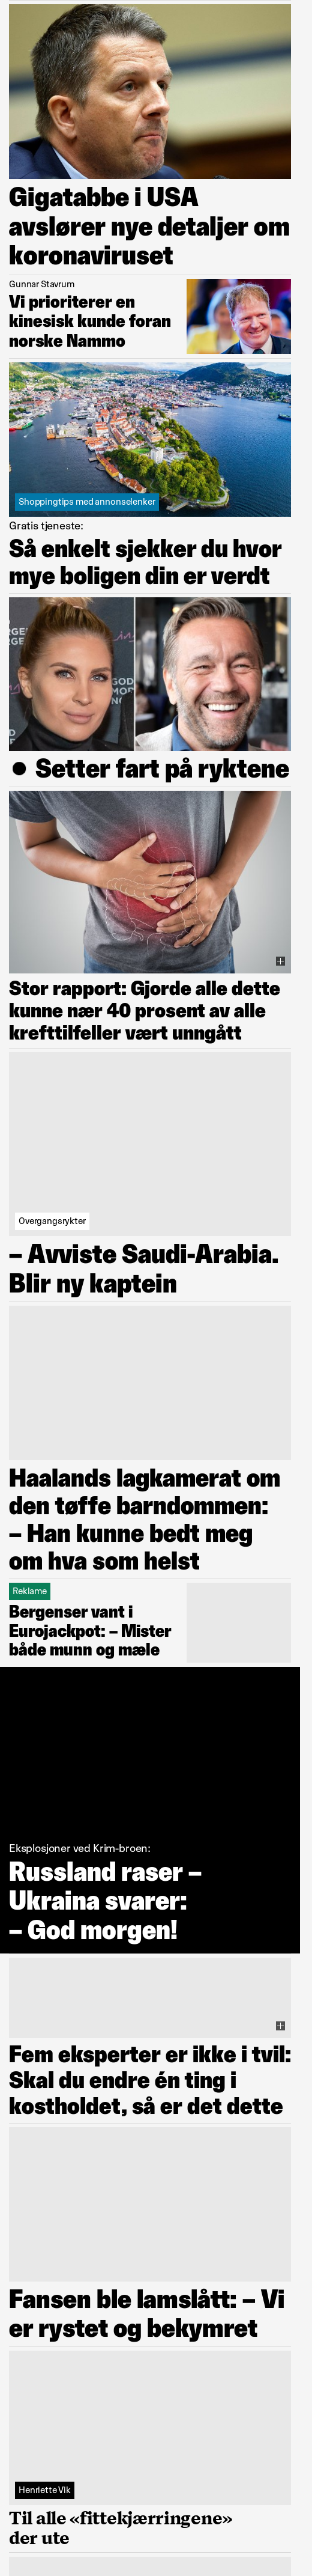 Gigatabbe i USA
avslører nye detaljer om
koronaviruset
Gunnar Stavrum
Vi prioriterer en
kinesisk kunde foran
norske Nammo
Shoppingtips med annonselenker
Gratis tjeneste:
Så enkelt sjekker du hvor
mye boligen din er verdt
● Setter fart på ryktene
Stor rapport: Gjorde alle dette
kunne nær 40 prosent av alle
krefttilfeller vært unngått
Overgangsrykter
– Avviste Saudi-Arabia.
Blir ny kaptein
Haalands lagkamerat om
den tøffe barndommen:
– Han kunne bedt meg
om hva som helst
Reklame
Bergenser vant i
Eurojackpot: – Mister
både munn og mæle
Eksplosjoner ved Krim-broen:
Russland raser –
Ukraina svarer:
– God morgen!
Fem eksperter er ikke i tvil:
Skal du endre én ting i
kostholdet, så er det dette
Fansen ble lamslått: – Vi
er rystet og bekymret
Henriette Vik
Til alle «fittekjærringene»
der ute